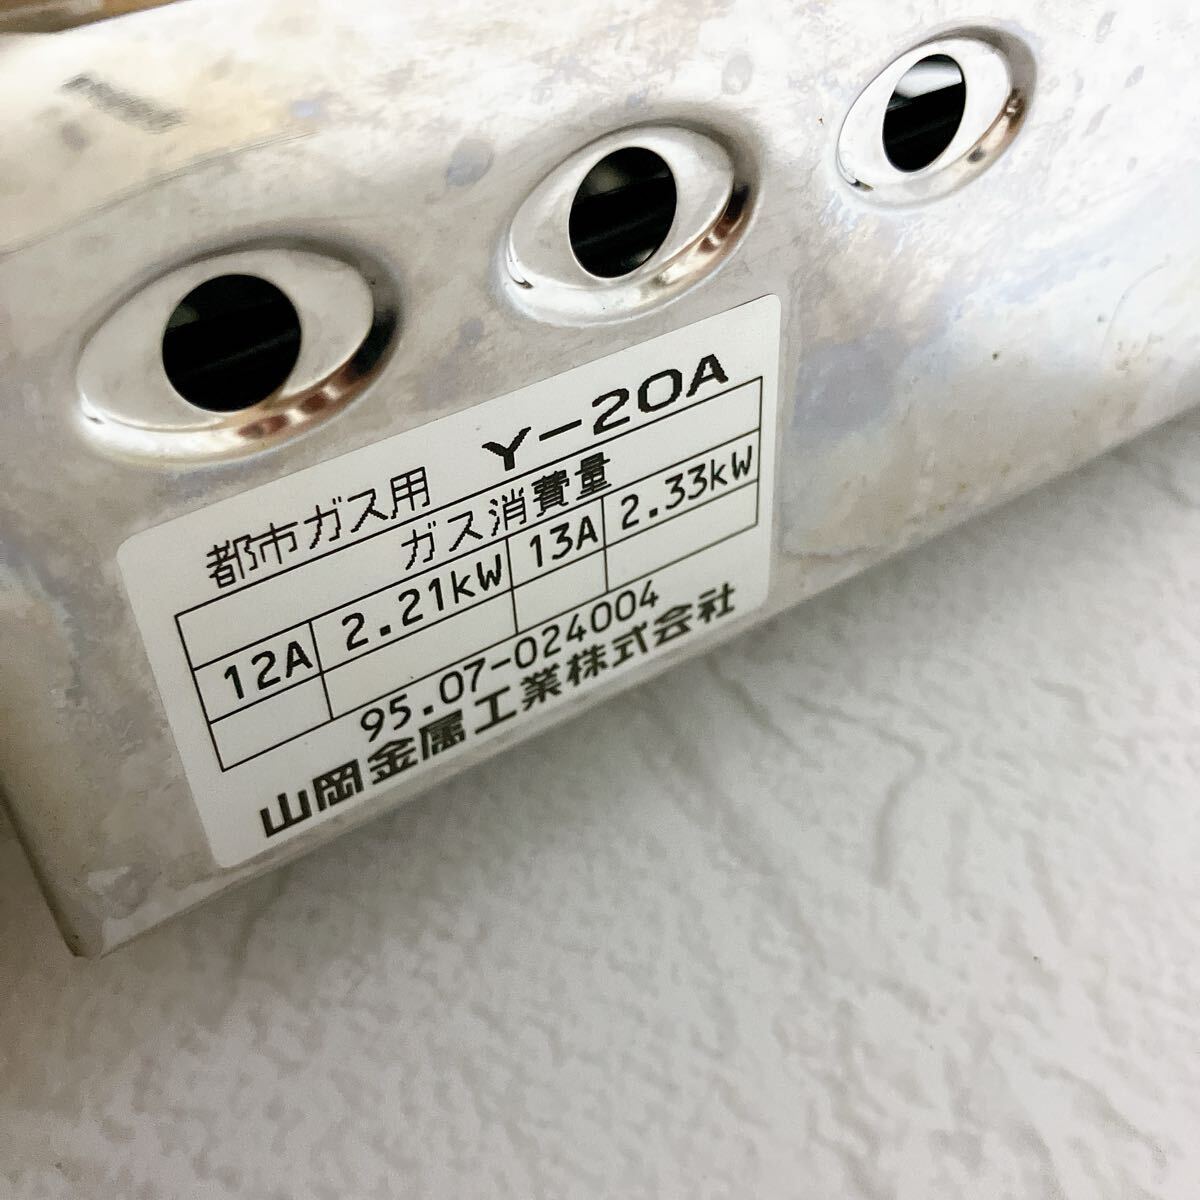 都市ガス用 Y-20A
ガス消費量
12A 2.21kW 13A 2.33kW
95.07-024004
山岡金属工業株式会社